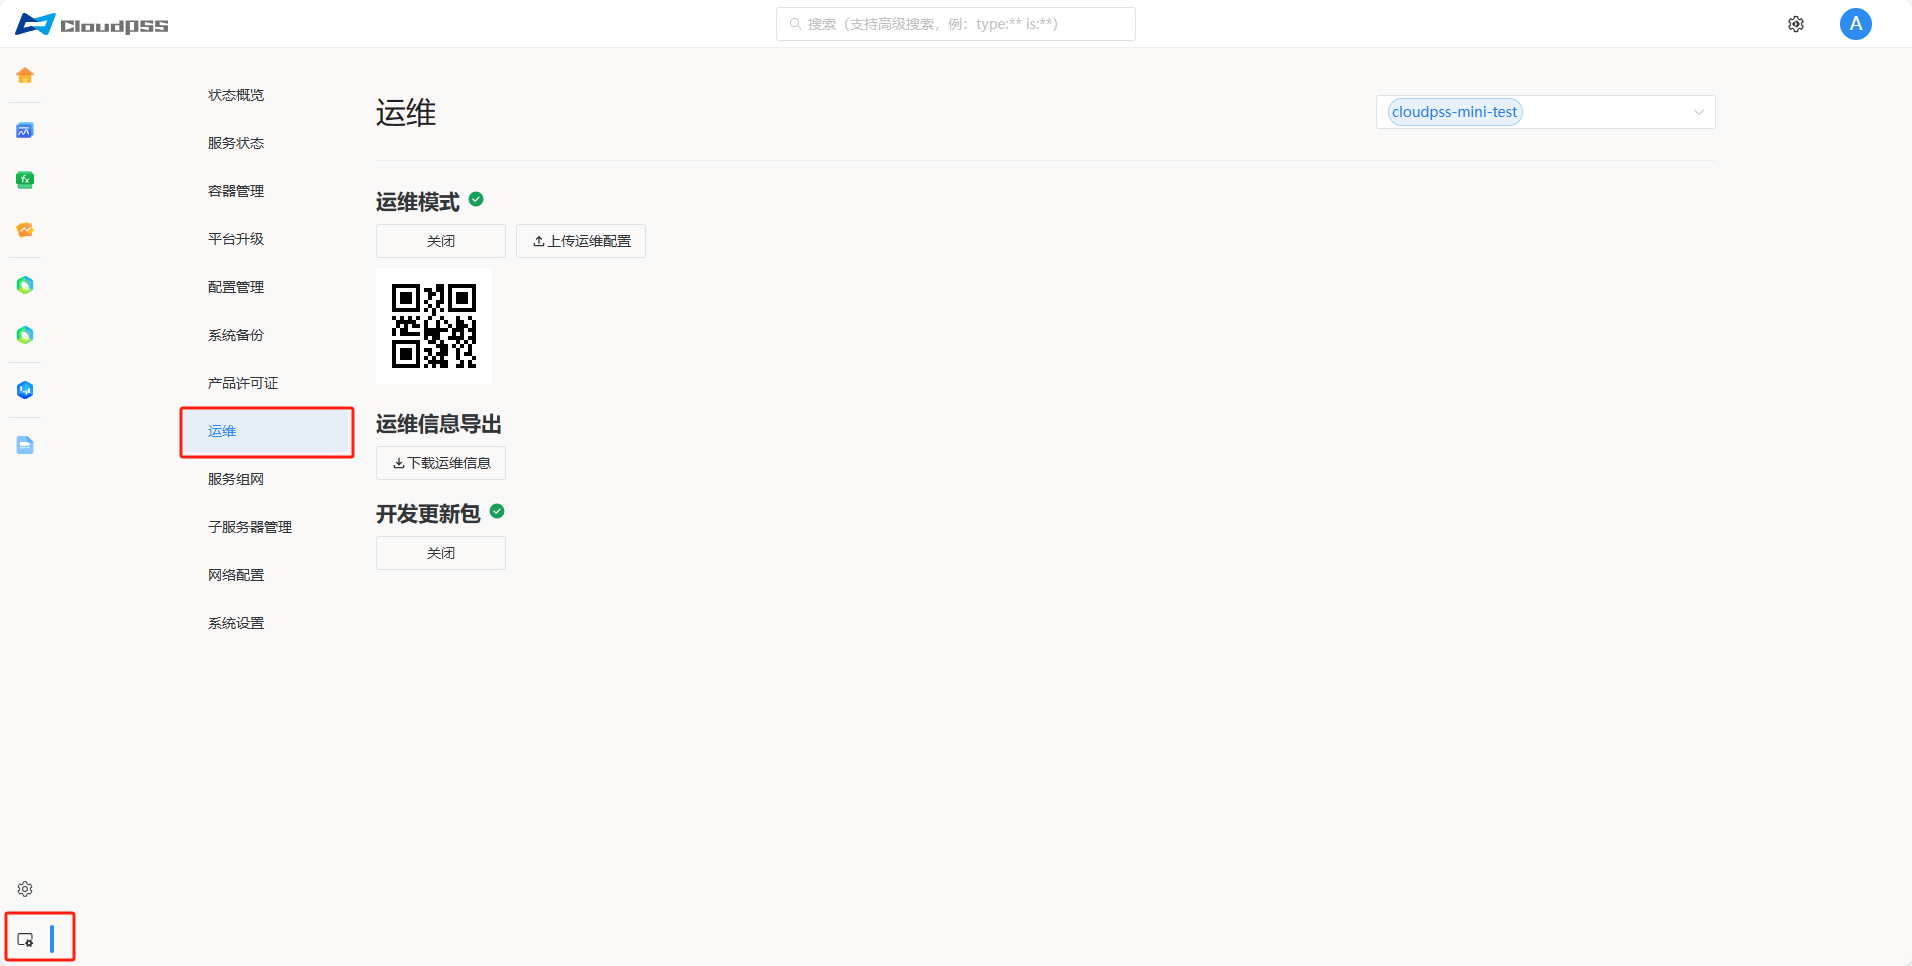 CloudPSS
搜索（支持高级搜索，例：type:** is:**）
A
状态概览
服务状态
容器管理
平台升级
配置管理
系统备份
产品许可证
运维
服务组网
子服务器管理
网络配置
系统设置
运维
cloudpss-mini-test
运维模式
关闭
上传运维配置
运维信息导出
下载运维信息
开发更新包
关闭